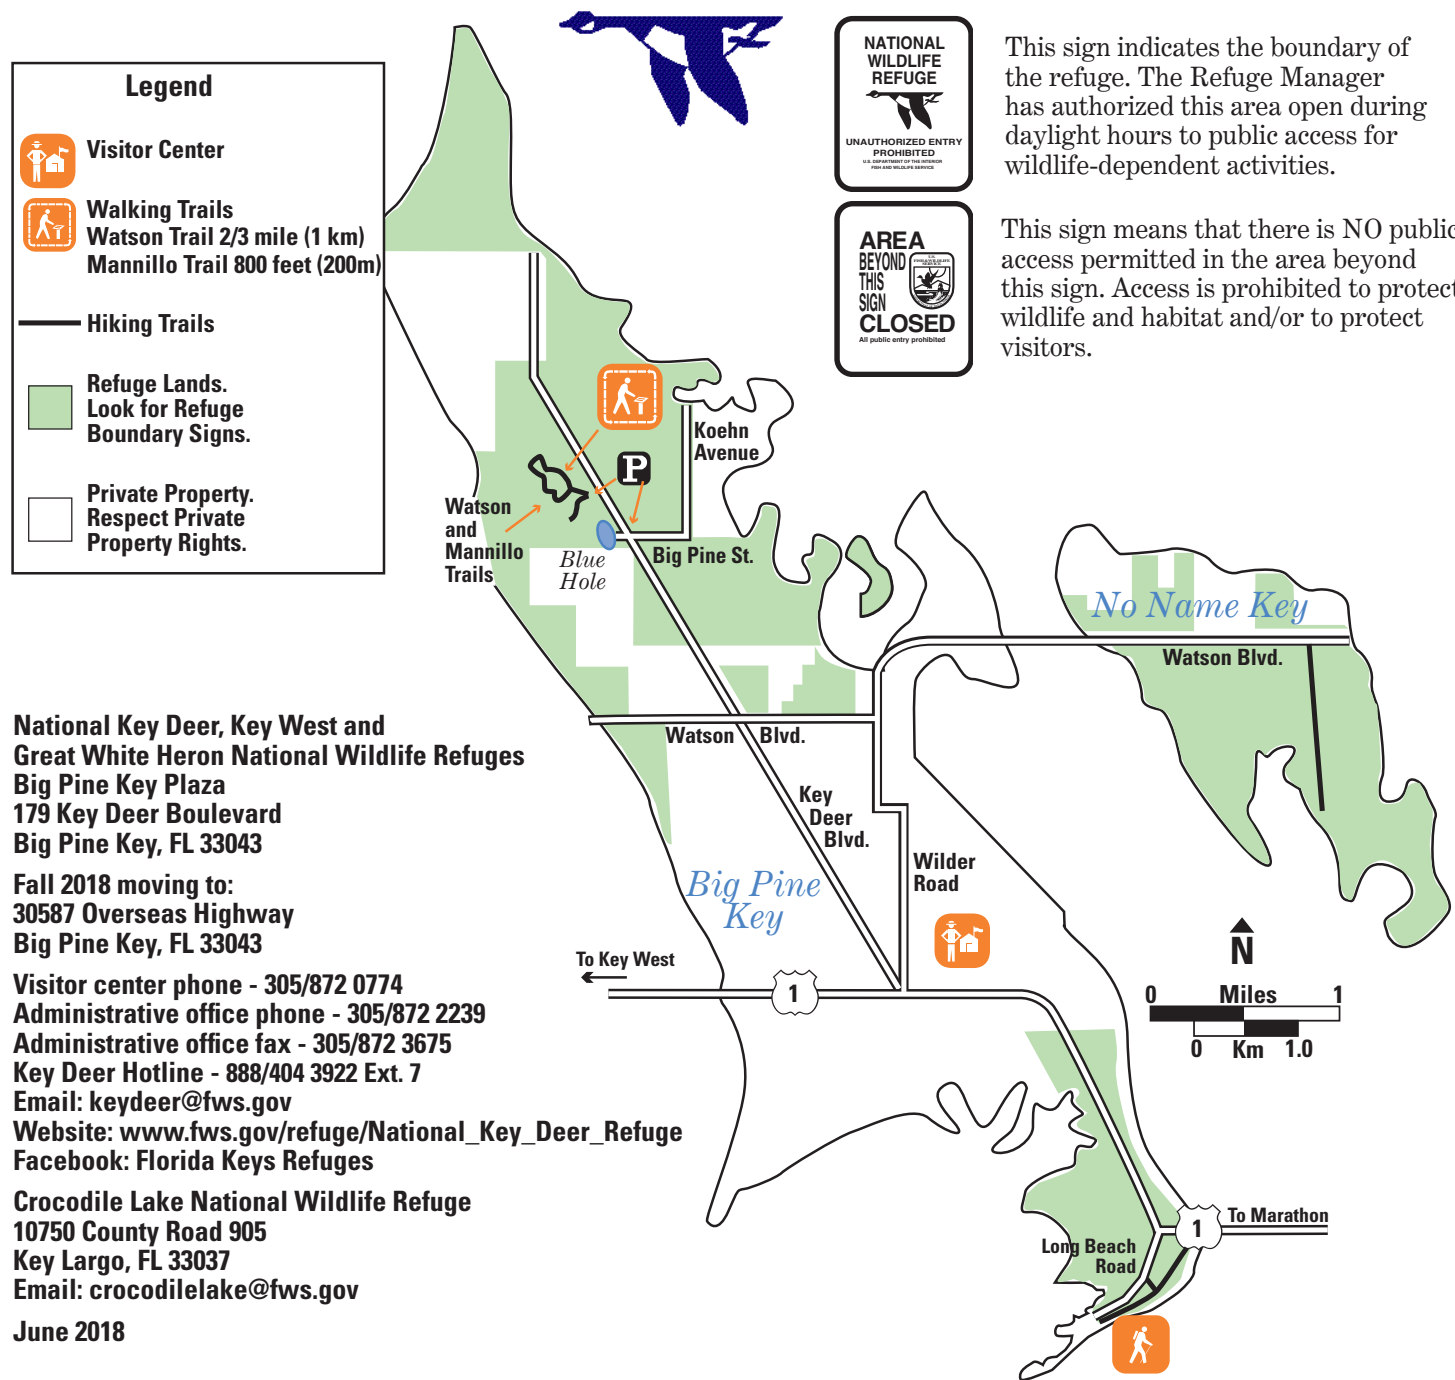 Legend
Visitor Center
Walking Trails
Watson Trail 2/3 mile (1 km)
Mannillo Trail 800 feet (200m)
Hiking Trails
Refuge Lands.
Look for Refuge
Boundary Signs.
Private Property.
Respect Private
Property Rights.
NATIONAL
WILDLIFE
REFUGE
UNAUTHORIZED ENTRY
PROHIBITED
U.S. DEPARTMENT OF THE INTERIOR
FISH AND WILDLIFE SERVICE
This sign indicates the boundary of
the refuge. The Refuge Manager
has authorized this area open during
daylight hours to public access for
wildlife-dependent activities.
AREA
BEYOND
THIS
SIGN
CLOSED
All public entry prohibited
U.S.
FISH & WILDLIFE
SERVICE
This sign means that there is NO public
access permitted in the area beyond
this sign. Access is prohibited to protect
wildlife and habitat and/or to protect
visitors.
Koehn
Avenue
P
Watson
and
Mannillo
Trails
Blue
Hole
Big Pine St.
No Name Key
Watson Blvd.
Watson Blvd.
Key
Deer
Blvd.
Wilder
Road
Big Pine
Key
To Key West
1
N
0 Miles 1
0 Km 1.0
1
To Marathon
Long Beach
Road
National Key Deer, Key West and
Great White Heron National Wildlife Refuges
Big Pine Key Plaza
179 Key Deer Boulevard
Big Pine Key, FL 33043
Fall 2018 moving to:
30587 Overseas Highway
Big Pine Key, FL 33043
Visitor center phone - 305/872 0774
Administrative office phone - 305/872 2239
Administrative office fax - 305/872 3675
Key Deer Hotline - 888/404 3922 Ext. 7
Email: keydeer@fws.gov
Website: www.fws.gov/refuge/National_Key_Deer_Refuge
Facebook: Florida Keys Refuges
Crocodile Lake National Wildlife Refuge
10750 County Road 905
Key Largo, FL 33037
Email: crocodilelake@fws.gov
June 2018